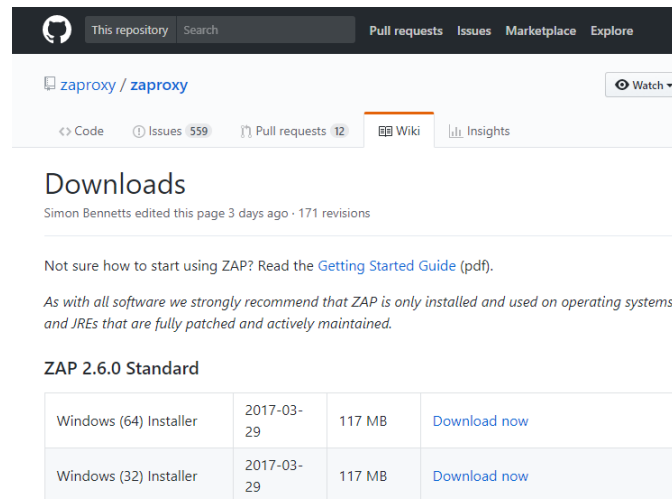 This repository Search Pull requests Issues Marketplace Explore
zaproxy / zaproxy Watch
<> Code Issues 559 Pull requests 12 Wiki Insights
Downloads
Simon Bennetts edited this page 3 days ago · 171 revisions
Not sure how to start using ZAP? Read the Getting Started Guide (pdf).
As with all software we strongly recommend that ZAP is only installed and used on operating systems
and JREs that are fully patched and actively maintained.
ZAP 2.6.0 Standard
Windows (64) Installer 2017-03-29 117 MB Download now
Windows (32) Installer 2017-03-29 117 MB Download now